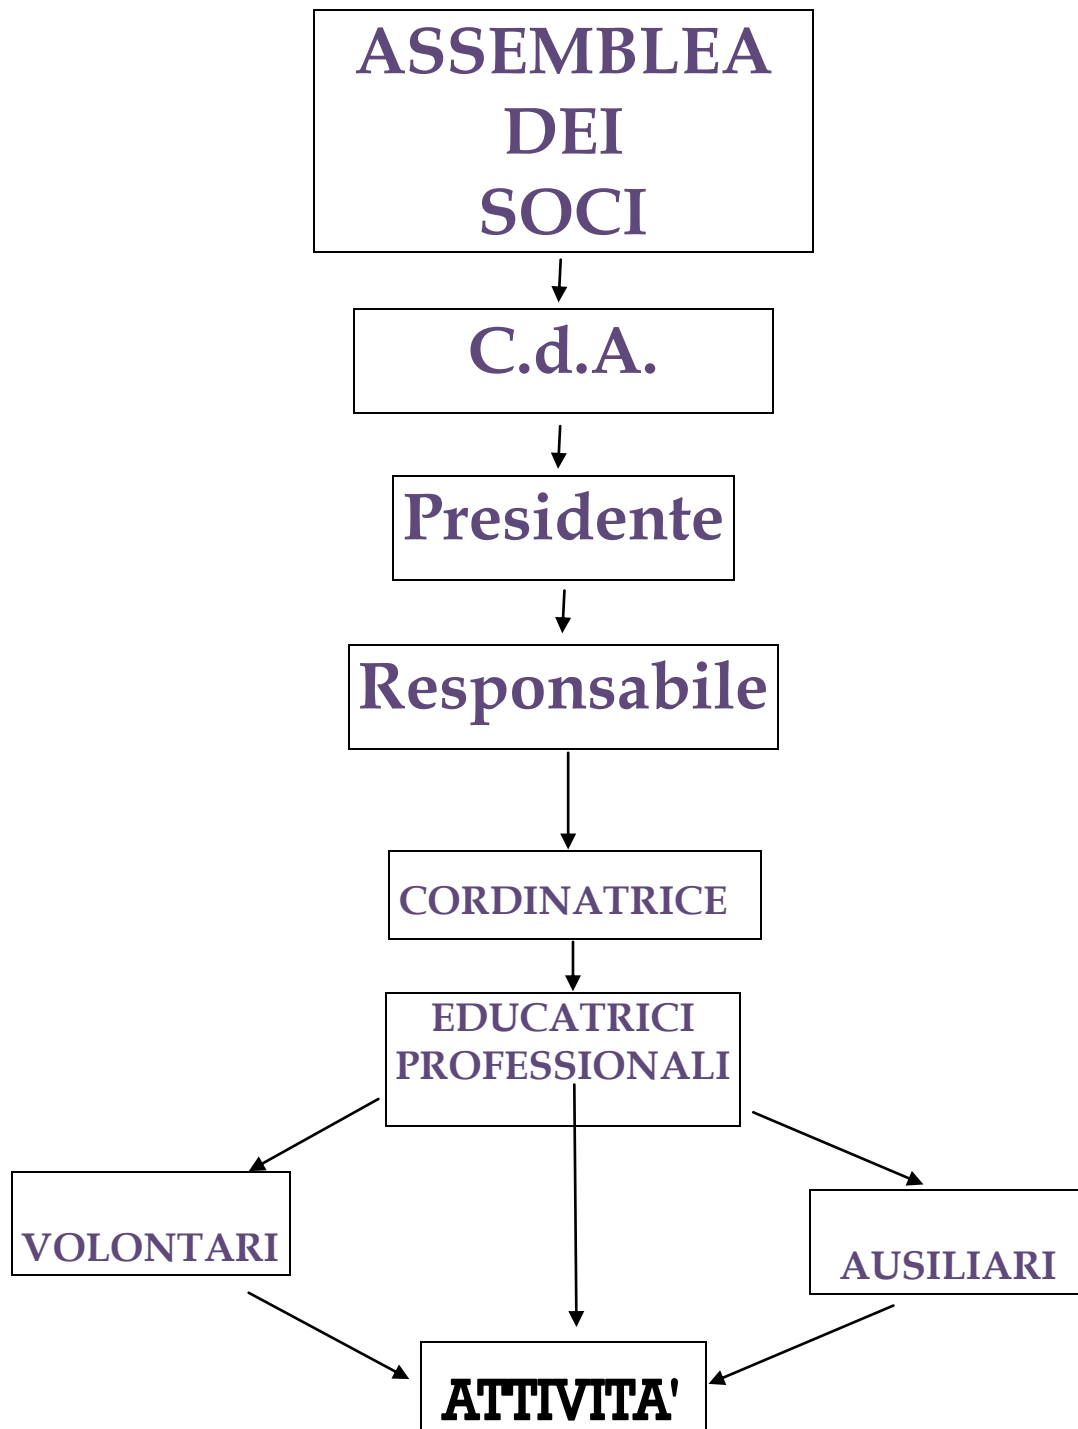 ASSEMBLEA
DEI
SOCI
C.d.A.
Presidente
Responsabile
CORDINATRICE
EDUCATRICI
PROFESSIONALI
VOLONTARI
AUSILIARI
ATTIVITA'